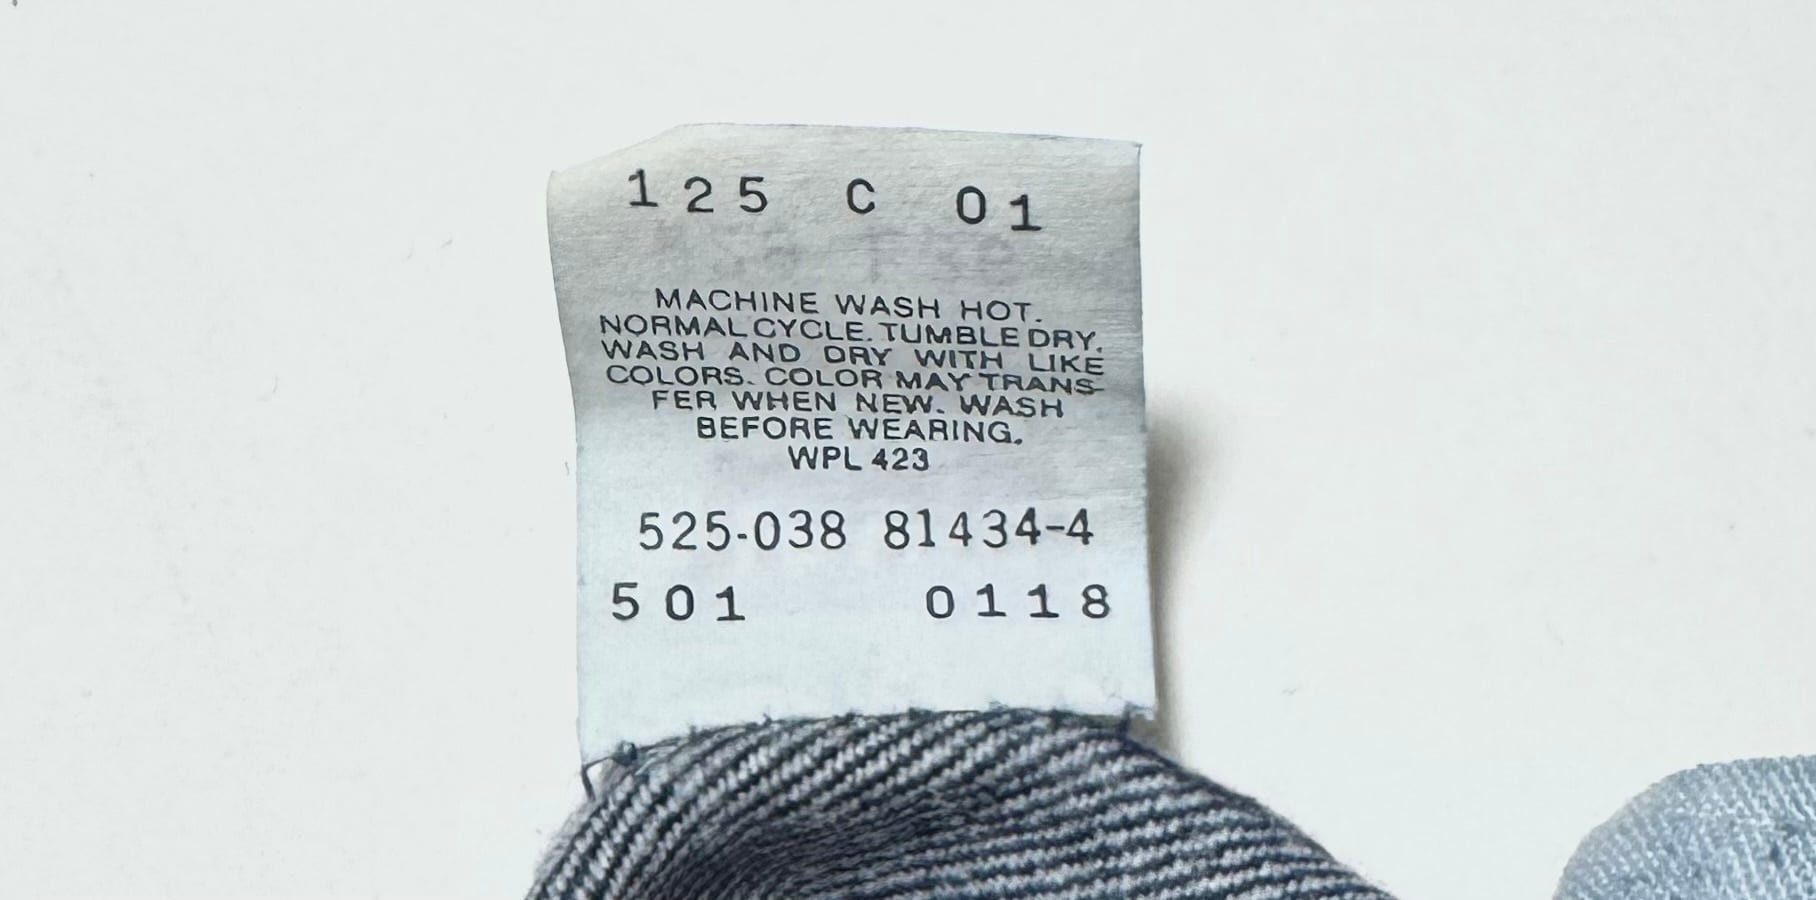 125 C 01
MACHINE WASH HOT.
NORMAL CYCLE. TUMBLE DRY.
WASH AND DRY WITH LIKE
COLORS. COLOR MAY TRANS-
FER WHEN NEW. WASH
BEFORE WEARING.
WPL 423
525-038 81434-4
501 0118